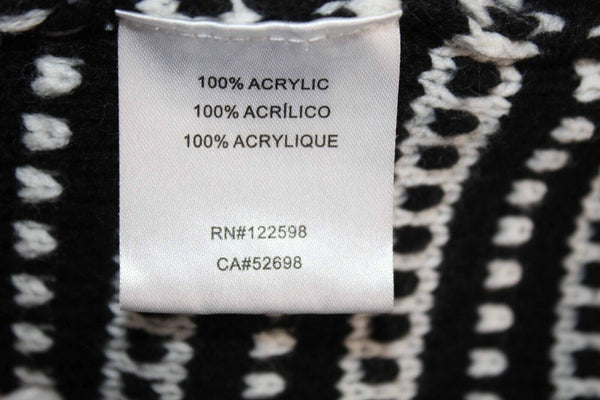 100% ACRYLIC
100% ACRÍLICO
100% ACRYLIQUE
RN#122598
CA#52698